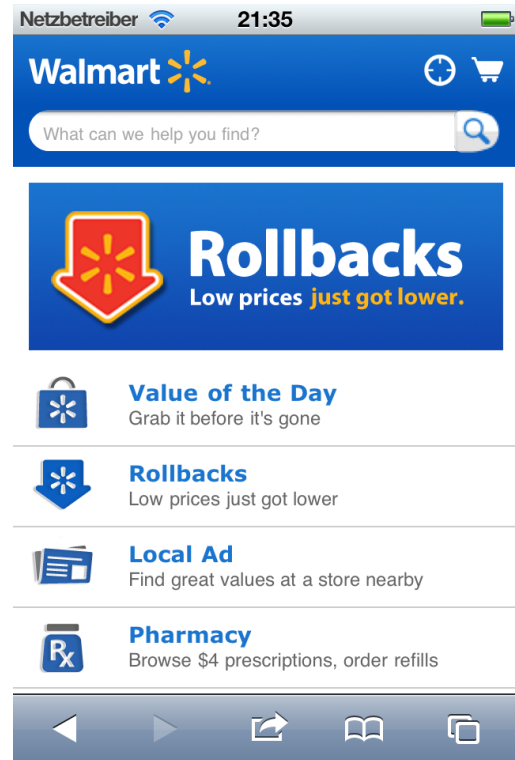 Netzbetreiber 21:35
Walmart
What can we help you find?
Rollbacks
Low prices just got lower.
Value of the Day
Grab it before it's gone
Rollbacks
Low prices just got lower
Local Ad
Find great values at a store nearby
Pharmacy
Rx
Browse $4 prescriptions, order refills